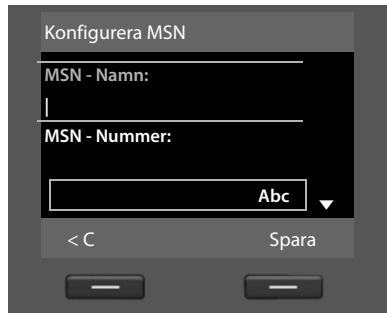 Konfigurera MSN
MSN - Namn:
MSN - Nummer:
Abc
< C Spara